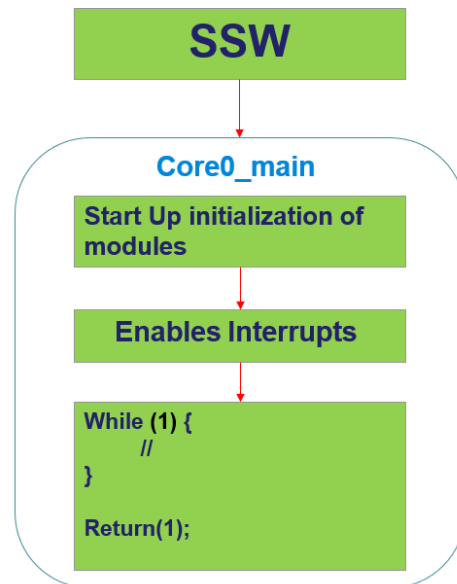 SSW
Core0_main
Start Up initialization of
modules
Enables Interrupts
While (1) {
//
}
Return(1);